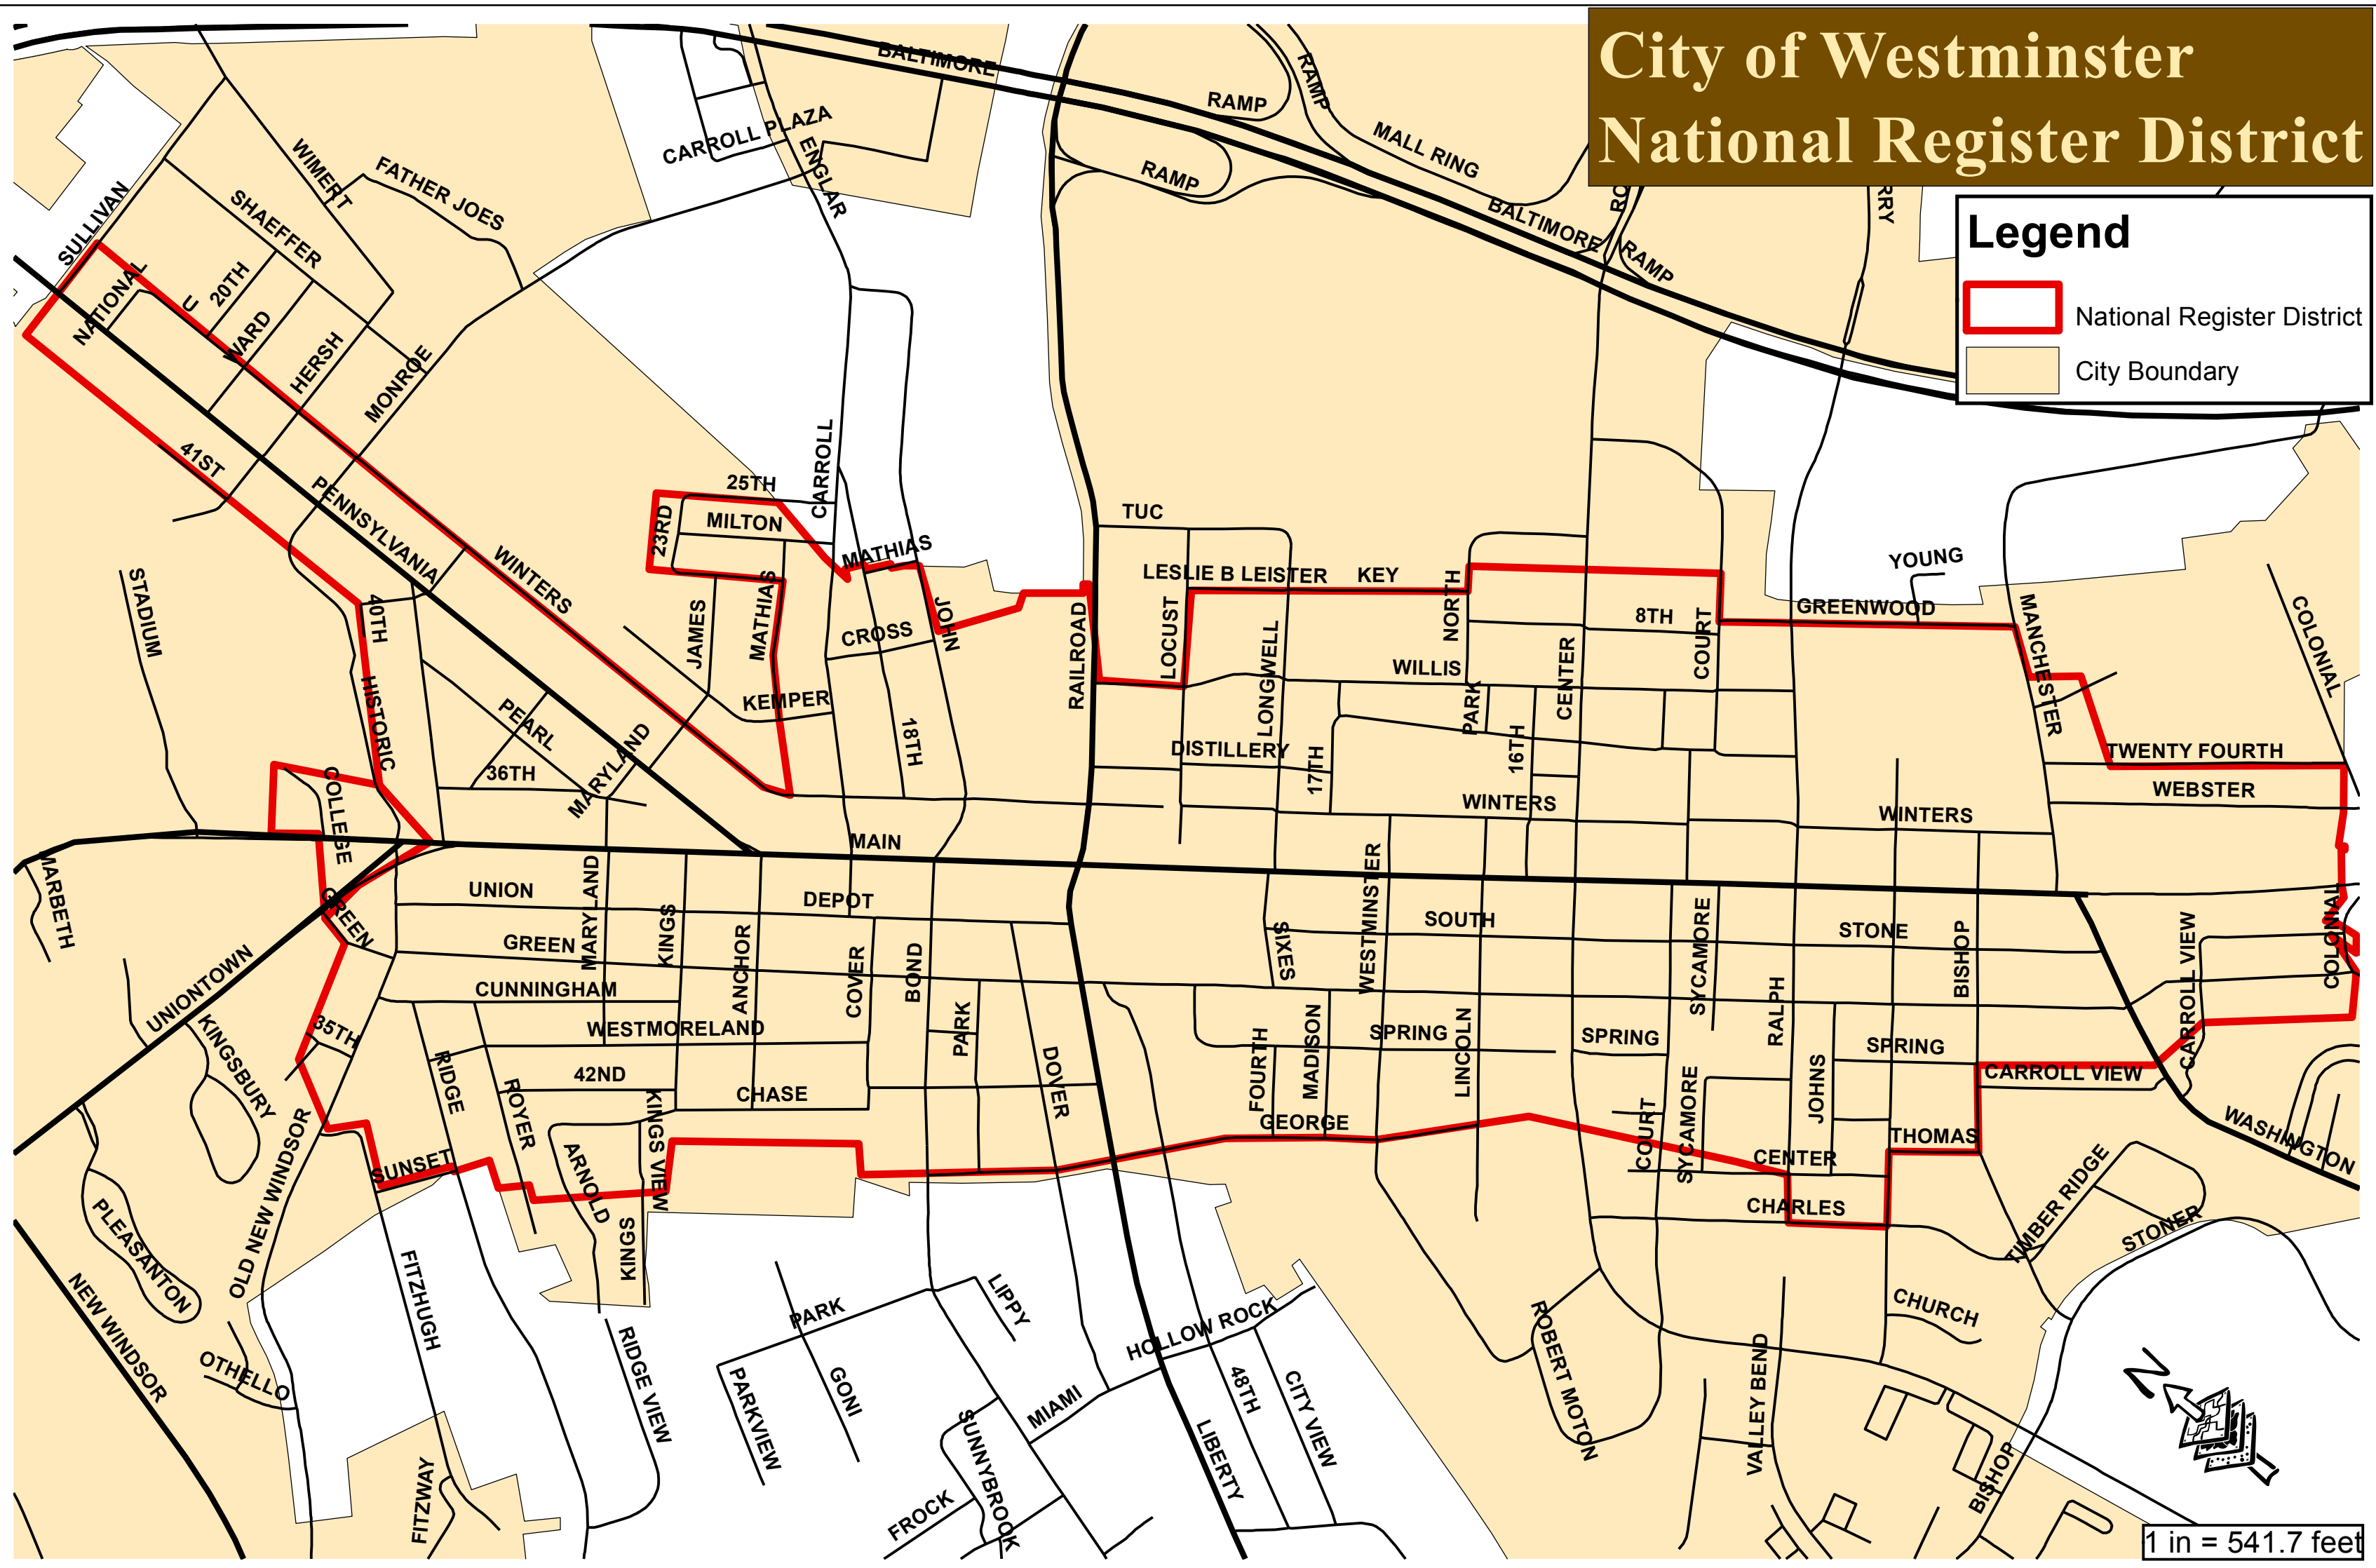 City of Westminster
National Register District
Legend
National Register District
City Boundary
BALTIMORE
RAMP
RAMP
MALL RING
RAMP
BALTIMORE
RAMP
RO
RRY
CARROLL PLAZA
ENGLAR
WIMERT
FATHER JOES
SULLIVAN
SHAEFFER
NATIONAL
U
20TH
WARD
HERSH
MONROE
41ST
PENNSYLVANIA
WINTERS
25TH
CARROLL
MILTON
23RD
MATHIAS
JAMES
MATHIAS
CROSS
JOHN
KEMPER
18TH
RAILROAD
TUC
LESLIE B LEISTER
KEY
LOCUST
LONGWELL
NORTH
8TH
COURT
WILLIS
CENTER
PARK
16TH
17TH
DISTILLERY
WINTERS
WINTERS
YOUNG
GREENWOOD
MANCHESTER
COLONIAL
TWENTY FOURTH
WEBSTER
STADIUM
40TH
HISTORIC
PEARL
36TH
MARYLAND
COLLEGE
MAIN
MARBETH
GREEN
UNION
DEPOT
MARYLAND
KINGS
ANCHOR
GREEN
COVER
BOND
CUNNINGHAM
WESTMORELAND
PARK
DOVER
UNIONTOWN
KINGSBURY
35TH
RIDGE
ROYER
42ND
CHASE
KINGS VIEW
ARNOLD
KINGS
SUNSET
SIXES
WESTMINSTER
SOUTH
SYCAMORE
STONE
BISHOP
CARROLL VIEW
COLONIAL
FOURTH
MADISON
SPRING
LINCOLN
SPRING
RALPH
SPRING
JOHNS
CARROLL VIEW
GEORGE
COURT
SYCAMORE
CENTER
THOMAS
CHARLES
WASHINGTON
TIMBER RIDGE
STONER
CHURCH
PLEASANTON
OLD NEW WINDSOR
NEW WINDSOR
OTHELLO
FITZHUGH
FITZWAY
RIDGE VIEW
PARK
LIPPY
PARKVIEW
GONI
HOLLOW ROCK
MIAMI
SUNNYBROOK
FROCK
LIBERTY
48TH
CITY VIEW
ROBERT MOTON
VALLEY BEND
BISHOP
N
1 in = 541.7 feet